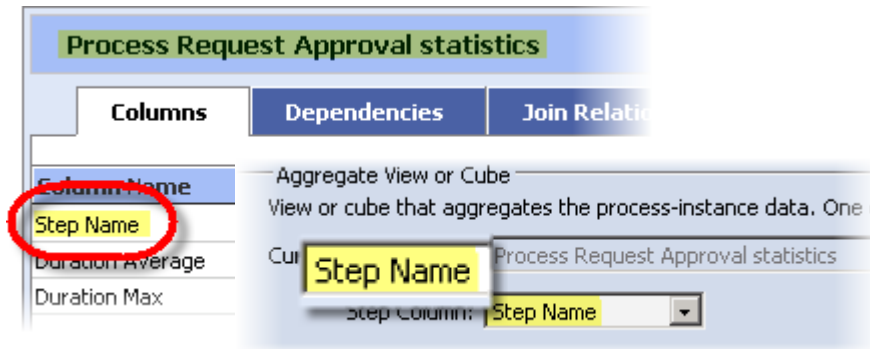 Process Request Approval statistics
Columns Dependencies Join Relatio
Column Name
Step Name
Duration Average
Duration Max
Aggregate View or Cube
View or cube that aggregates the process-instance data. One
Cur Process Request Approval statistics
Step Name
Step Column: Step Name